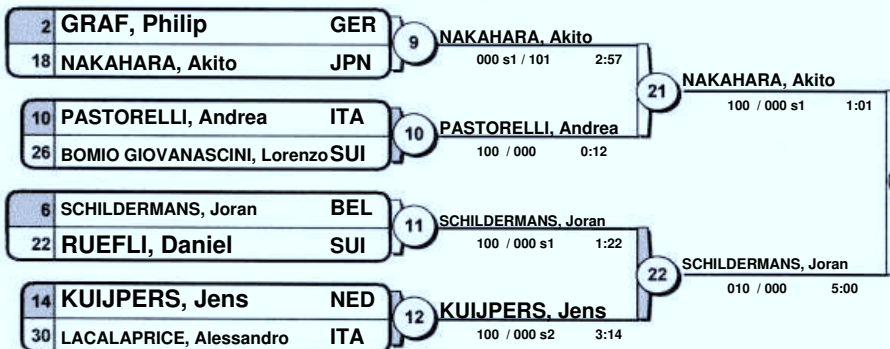 2 GRAF, Philip GER
18 NAKAHARA, Akito JPN
9
NAKAHARA, Akito
000 s1 / 101 2:57
10 PASTORELLI, Andrea ITA
26 BOMIO GIOVANASCINI, Lorenzo SUI
10
PASTORELLI, Andrea
100 / 000 0:12
21
NAKAHARA, Akito
100 / 000 s1 1:01
6 SCHILDERMANS, Joran BEL
22 RUEFLI, Daniel SUI
11
SCHILDERMANS, Joran
100 / 000 s1 1:22
14 KUIJPERS, Jens NED
30 LACALAPRICE, Alessandro ITA
12
KUIJPERS, Jens
100 / 000 s2 3:14
22
SCHILDERMANS, Joran
010 / 000 5:00